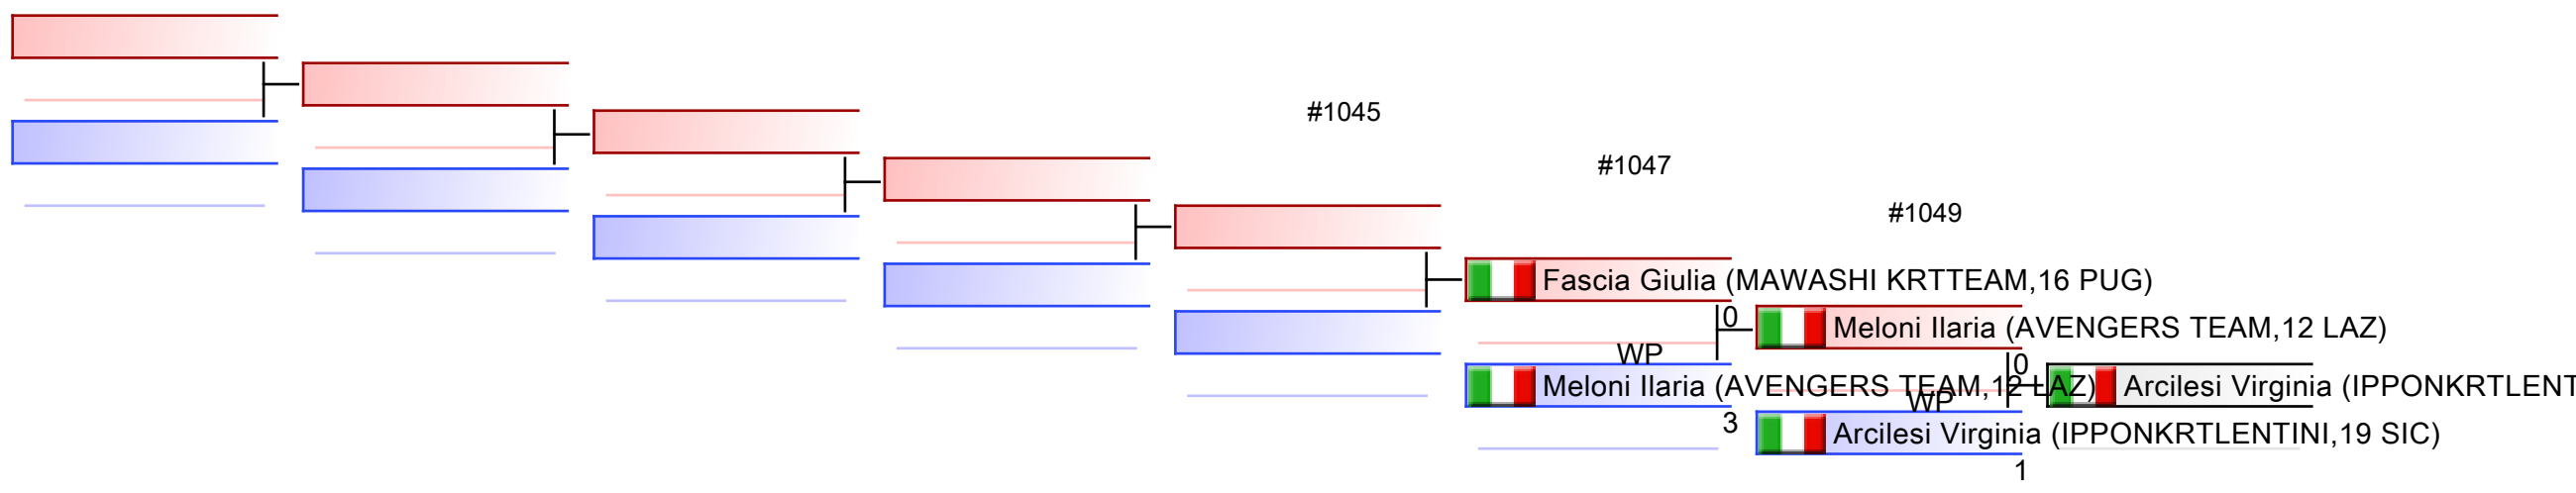 #1045
#1047
#1049
Fascia Giulia (MAWASHI KRTTEAM,16 PUG)
0
Meloni Ilaria (AVENGERS TEAM,12 LAZ)
WP
0
Meloni Ilaria (AVENGERS TEAM,12 LAZ)
Arcilesi Virginia (IPPONKRTLENT
WP
3
Arcilesi Virginia (IPPONKRTLENTINI,19 SIC)
1